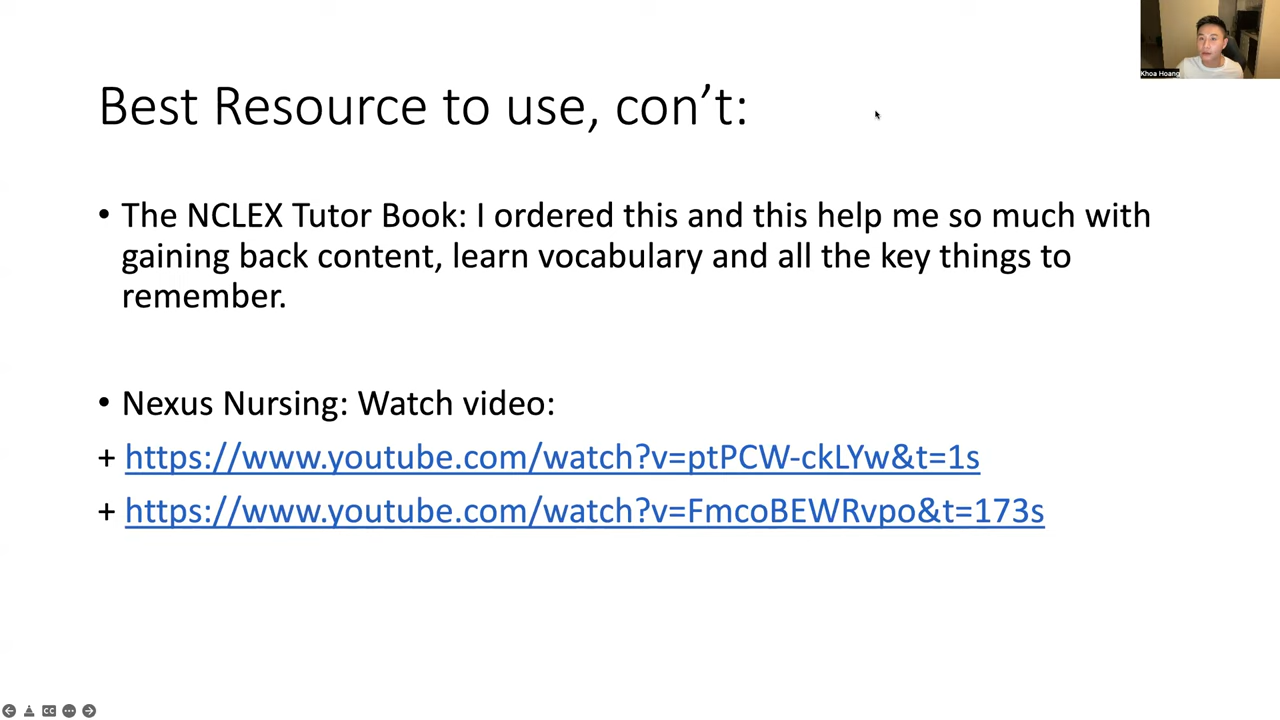 Khoa Hoang
Best Resource to use, con’t:
• The NCLEX Tutor Book: I ordered this and this help me so much with
gaining back content, learn vocabulary and all the key things to
remember.
• Nexus Nursing: Watch video:
+ https://www.youtube.com/watch?v=ptPCW-ckLYw&t=1s
+ https://www.youtube.com/watch?v=FmcoBEWRvpo&t=173s
CC